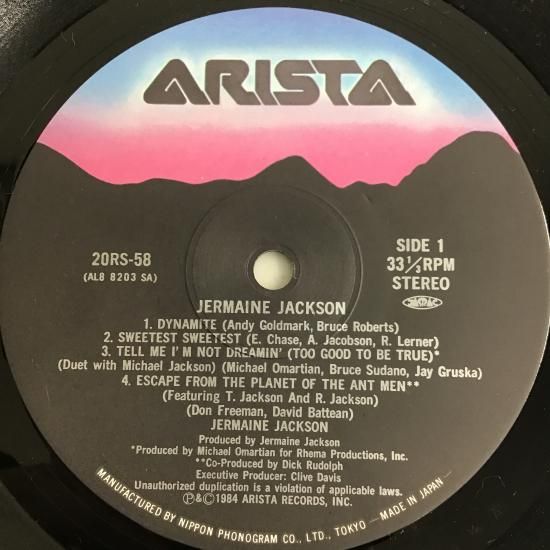 ARISTA
20RS-58
(AL8 8203 SA)
SIDE 1
33 1/3 RPM
STEREO
JERMAINE JACKSON
1. DYNAMITE (Andy Goldmark, Bruce Roberts)
2. SWEETEST SWEETEST (E. Chase, A. Jacobson, R. Lerner)
3. TELL ME I'M NOT DREAMIN' (TOO GOOD TO BE TRUE)*
(Duet with Michael Jackson) (Michael Omartian, Bruce Sudano, Jay Gruska)
4. ESCAPE FROM THE PLANET OF THE ANT MEN**
(Featuring T. Jackson And R. Jackson)
(Don Freeman, David Battean)
JERMAINE JACKSON
Produced by Jermaine Jackson
*Produced by Michael Omartian for Rhema Productions, Inc.
**Co-Produced by Dick Rudolph
Executive Producer: Clive Davis
Unauthorized duplication is a violation of applicable laws.
℗&©1984 ARISTA RECORDS, INC.
MANUFACTURED BY NIPPON PHONOGRAM CO., LTD., TOKYO — MADE IN JAPAN —